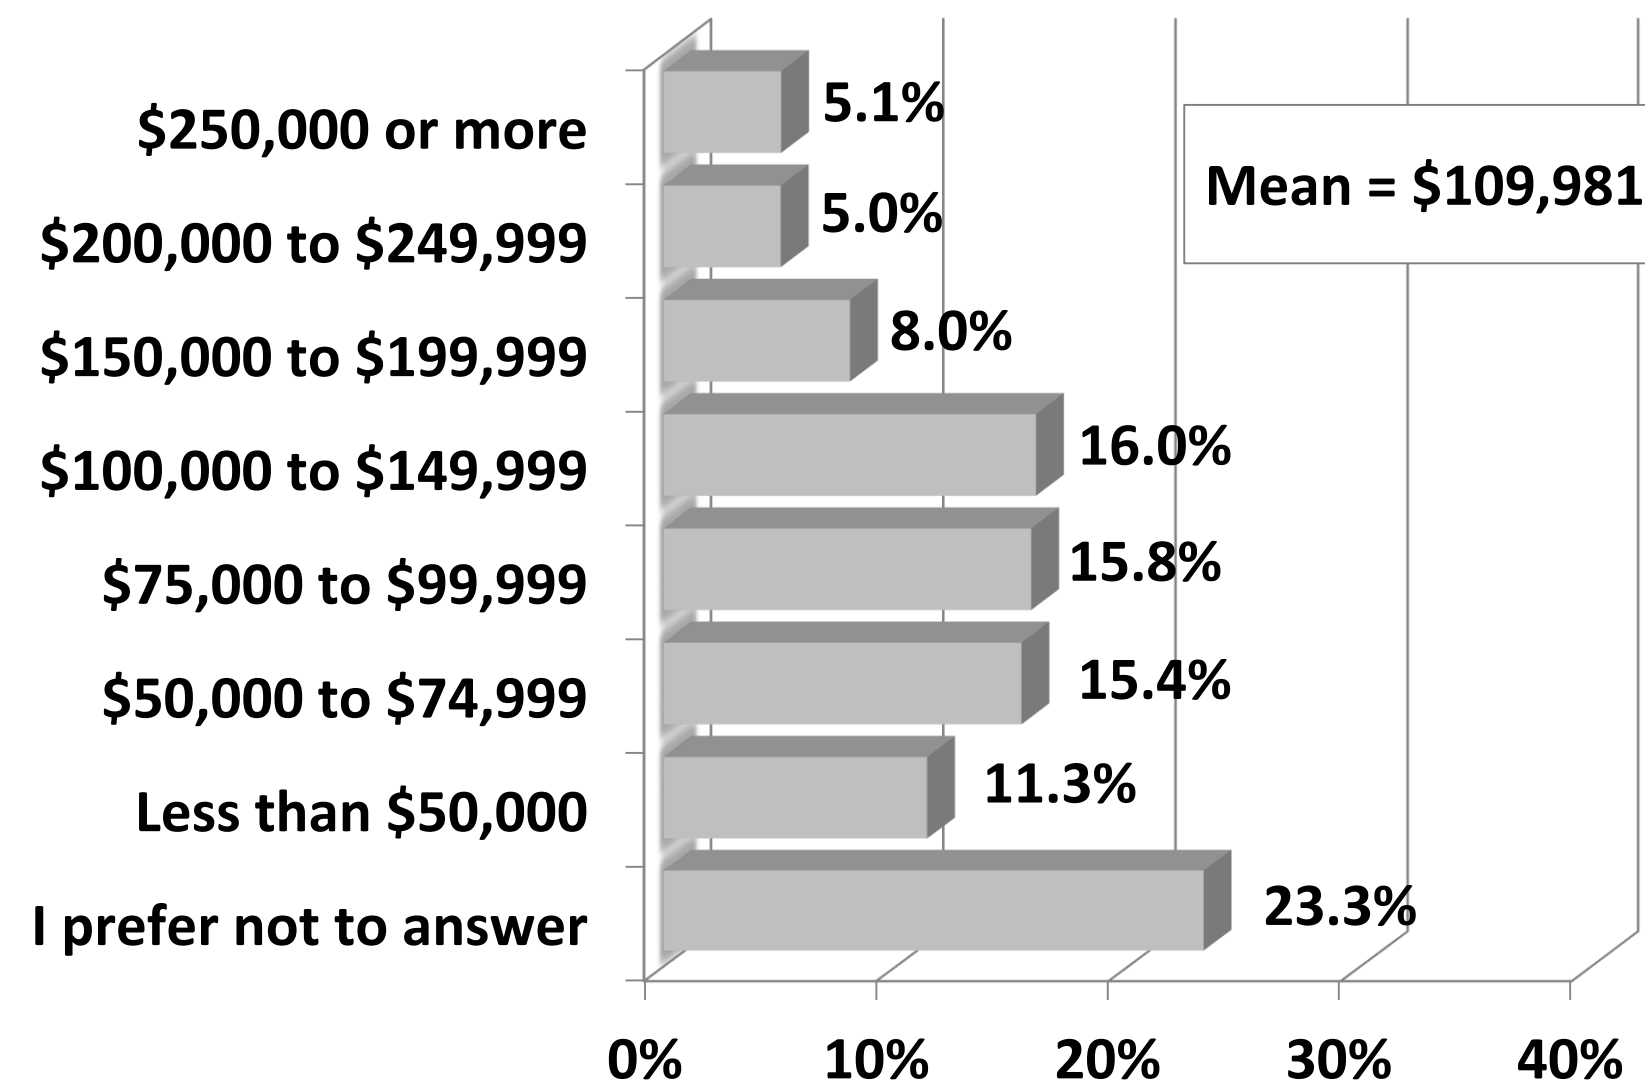 $250,000 or more 5.1%
Mean = $109,981
$200,000 to $249,999 5.0%
$150,000 to $199,999 8.0%
$100,000 to $149,999 16.0%
$75,000 to $99,999 15.8%
$50,000 to $74,999 15.4%
Less than $50,000 11.3%
I prefer not to answer 23.3%
0% 10% 20% 30% 40%